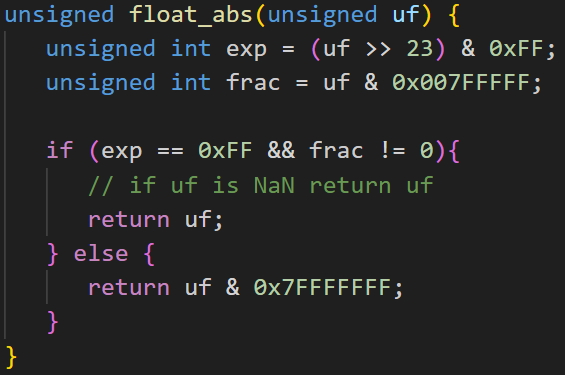 unsigned float_abs(unsigned uf) {
unsigned int exp = (uf >> 23) & 0xFF;
unsigned int frac = uf & 0x007FFFFF;
if (exp == 0xFF && frac != 0){
// if uf is NaN return uf
return uf;
} else {
return uf & 0x7FFFFFFF;
}
}